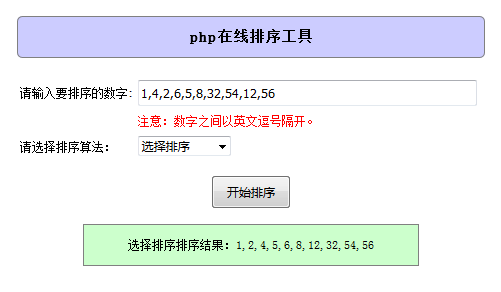 php在线排序工具
请输入要排序的数字: 1,4,2,6,5,8,32,54,12,56
注意：数字之间以英文逗号隔开。
请选择排序算法： 选择排序
开始排序
选择排序排序结果：1,2,4,5,6,8,12,32,54,56